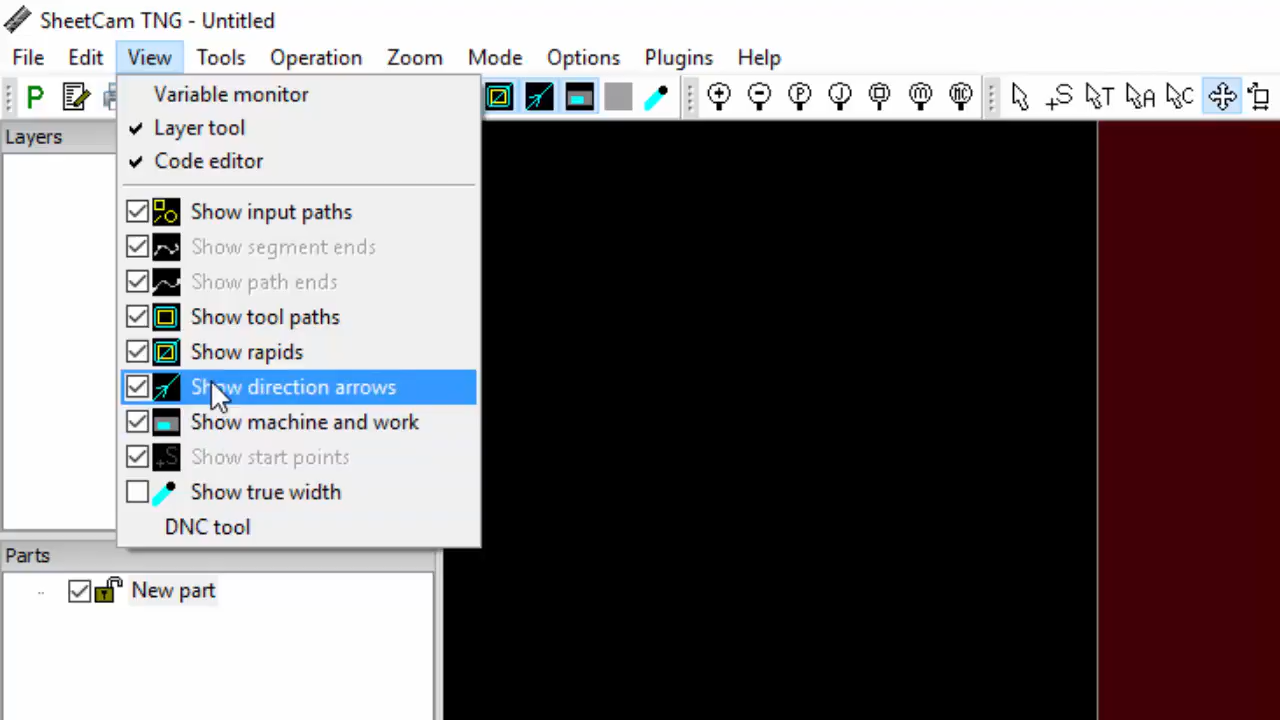 SheetCam TNG - Untitled
File Edit View Tools Operation Zoom Mode Options Plugins Help
Variable monitor
Layer tool
Code editor
Show input paths
Show segment ends
Show path ends
Show tool paths
Show rapids
Show direction arrows
Show machine and work
Show start points
Show true width
DNC tool
P
P J m MC S T A C
Layers
Parts
New part